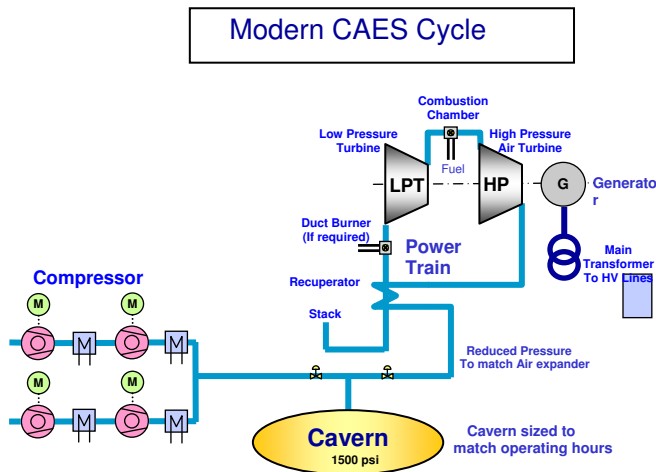 Modern CAES Cycle
Combustion
Chamber
Low Pressure
Turbine
High Pressure
Air Turbine
Fuel
LPT
HP
G
Generato
r
Duct Burner
(If required)
Power
Train
Main
Transformer
To HV Lines
Recuperator
Compressor
Stack
M
M
M
M
Reduced Pressure
To match Air expander
M
M
M
M
Cavern
1500 psi
Cavern sized to
match operating hours